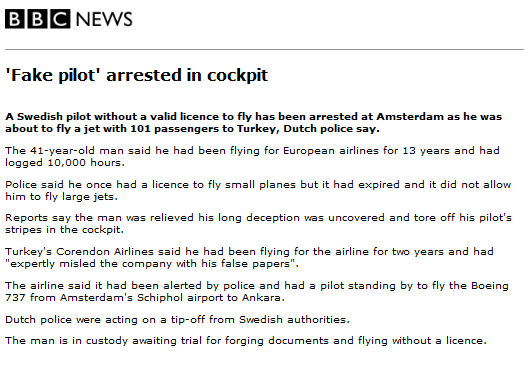 BBC NEWS
'Fake pilot' arrested in cockpit
A Swedish pilot without a valid licence to fly has been arrested at Amsterdam as he was
about to fly a jet with 101 passengers to Turkey, Dutch police say.
The 41-year-old man said he had been flying for European airlines for 13 years and had
logged 10,000 hours.
Police said he once had a licence to fly small planes but it had expired and it did not allow
him to fly large jets.
Reports say the man was relieved his long deception was uncovered and tore off his pilot's
stripes in the cockpit.
Turkey's Corendon Airlines said he had been flying for the airline for two years and had
"expertly misled the company with his false papers".
The airline said it had been alerted by police and had a pilot standing by to fly the Boeing
737 from Amsterdam's Schiphol airport to Ankara.
Dutch police were acting on a tip-off from Swedish authorities.
The man is in custody awaiting trial for forging documents and flying without a licence.